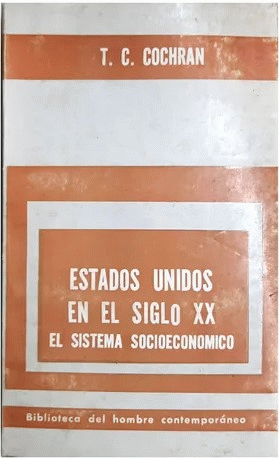 T. C. COCHRAN
ESTADOS UNIDOS
EN EL SIGLO XX
EL SISTEMA SOCIOECONOMICO
Biblioteca del hombre contemporáneo